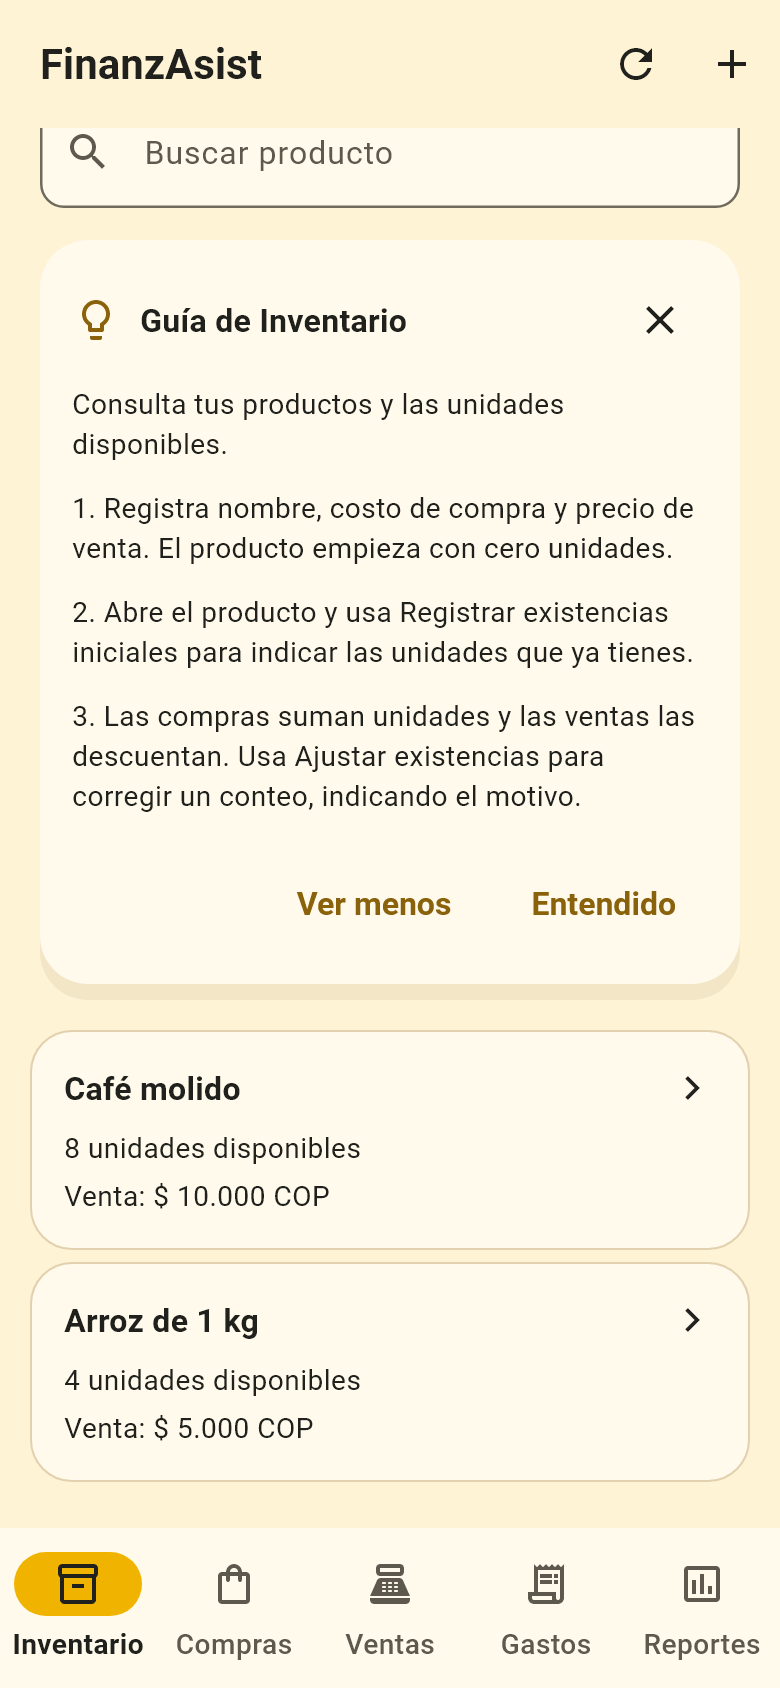 FinanzAsist
Buscar producto
Guía de Inventario
Consulta tus productos y las unidades
disponibles.
1. Registra nombre, costo de compra y precio de
venta. El producto empieza con cero unidades.
2. Abre el producto y usa Registrar existencias
iniciales para indicar las unidades que ya tienes.
3. Las compras suman unidades y las ventas las
descuentan. Usa Ajustar existencias para
corregir un conteo, indicando el motivo.
Ver menos Entendido
Café molido
8 unidades disponibles
Venta: $ 10.000 COP
Arroz de 1 kg
4 unidades disponibles
Venta: $ 5.000 COP
Inventario Compras Ventas Gastos Reportes